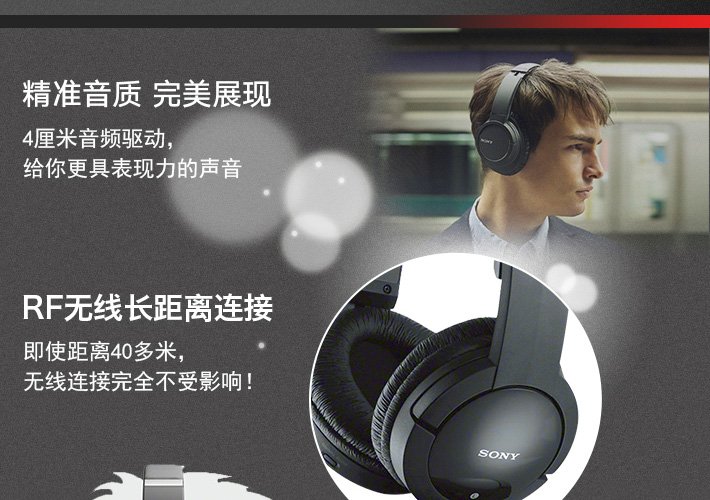 精准音质 完美展现
4厘米音频驱动，
给你更具表现力的声音
SONY
RF无线长距离连接
即使距离40多米，
无线连接完全不受影响！
SONY